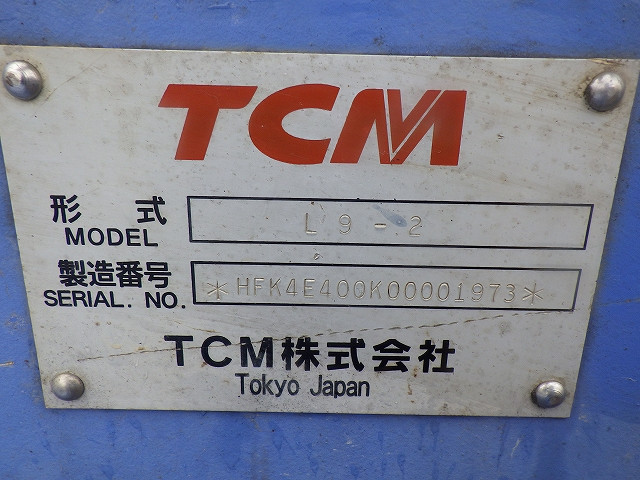 TCM
形 式 L 9 - 2
MODEL
製造番号 *HFK4E400K00001973*
SERIAL. NO.
TCM株式会社
Tokyo Japan